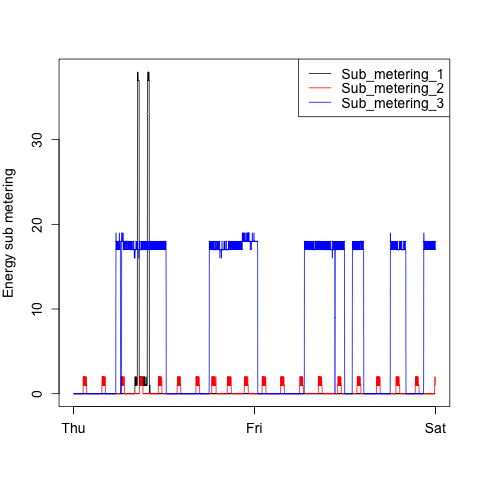 Sub_metering_1
Sub_metering_2
Sub_metering_3
Energy sub metering
30
20
10
0
Thu
Fri
Sat